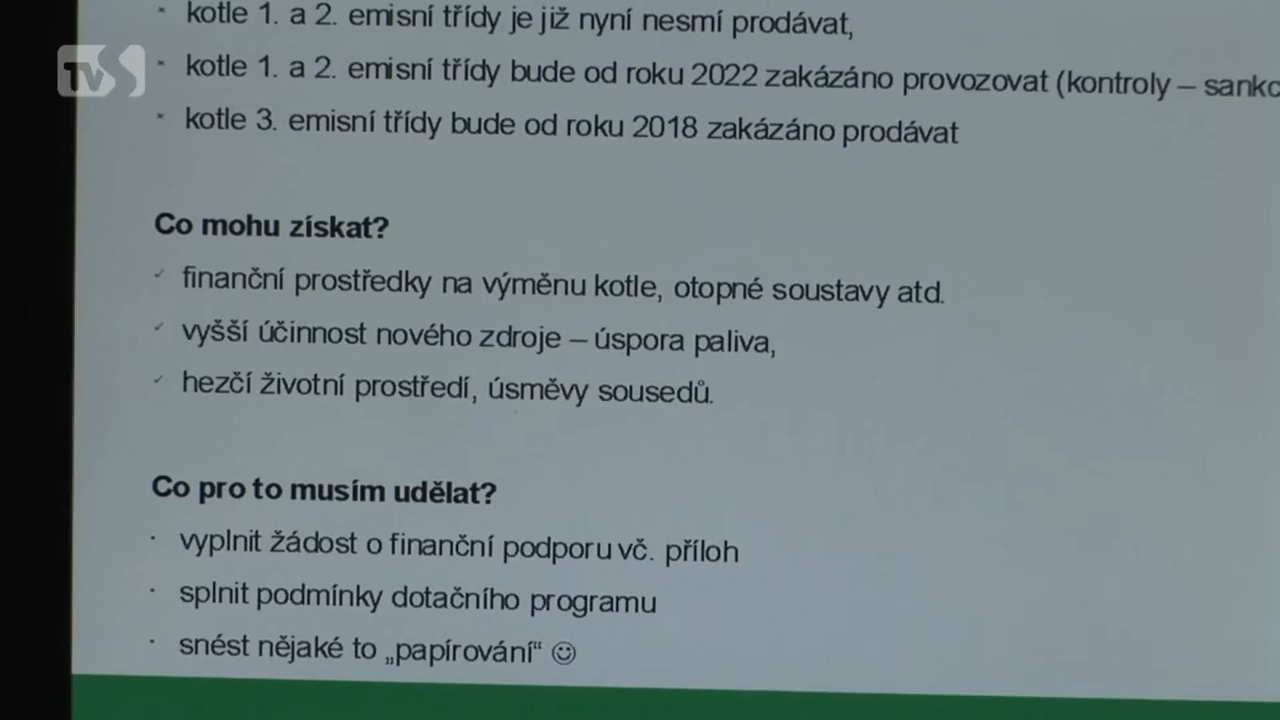 kotle 1. a 2. emisní třídy je již nyní nesmí prodávat,
TVS
kotle 1. a 2. emisní třídy bude od roku 2022 zakázáno provozovat (kontroly – sankc
kotle 3. emisní třídy bude od roku 2018 zakázáno prodávat
Co mohu získat?
✓ finanční prostředky na výměnu kotle, otopné soustavy atd.
✓ vyšší účinnost nového zdroje – úspora paliva,
✓ hezčí životní prostředí, úsměvy sousedů.
Co pro to musím udělat?
· vyplnit žádost o finanční podporu vč. příloh
· splnit podmínky dotačního programu
· snést nějaké to „papírování“ ☺